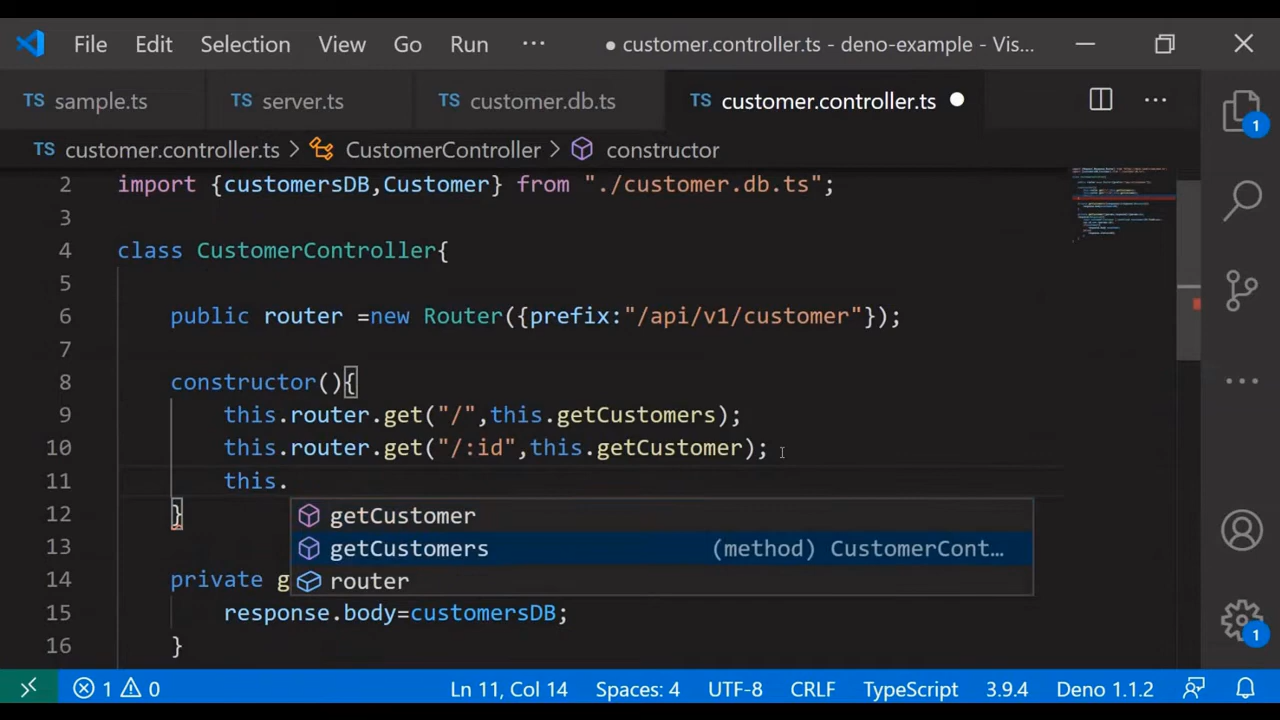 File Edit Selection View Go Run ··· ● customer.controller.ts - deno-example - Vis...
TS sample.ts TS server.ts TS customer.db.ts TS customer.controller.ts
TS customer.controller.ts > CustomerController > constructor
2 import {customersDB,Customer} from "./customer.db.ts";
3
4 class CustomerController{
5
6 public router =new Router({prefix:"/api/v1/customer"});
7
8 constructor(){
9 this.router.get("/",this.getCustomers);
10 this.router.get("/:id",this.getCustomer);
11 this.
12 }
getCustomer
13
getCustomers (method) CustomerCont...
14 private g
router
15 response.body=customersDB;
16 }
1
1
1 0 Ln 11, Col 14 Spaces: 4 UTF-8 CRLF TypeScript 3.9.4 Deno 1.1.2